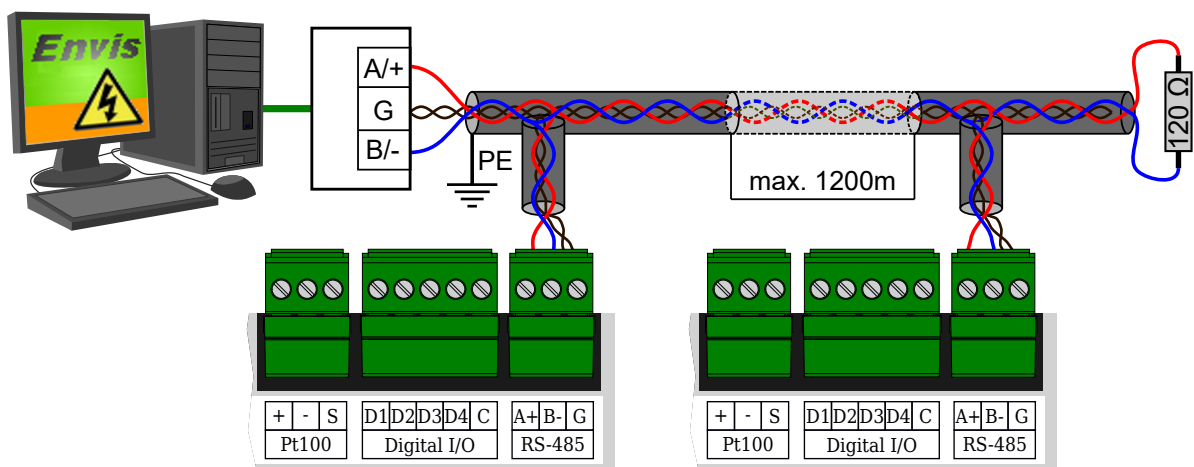 Envis
A/+
G
B/-
PE
max. 1200m
120 Ω
+ - S
Pt100
D1 D2 D3 D4 C
Digital I/O
A+ B- G
RS-485
+ - S
Pt100
D1 D2 D3 D4 C
Digital I/O
A+ B- G
RS-485